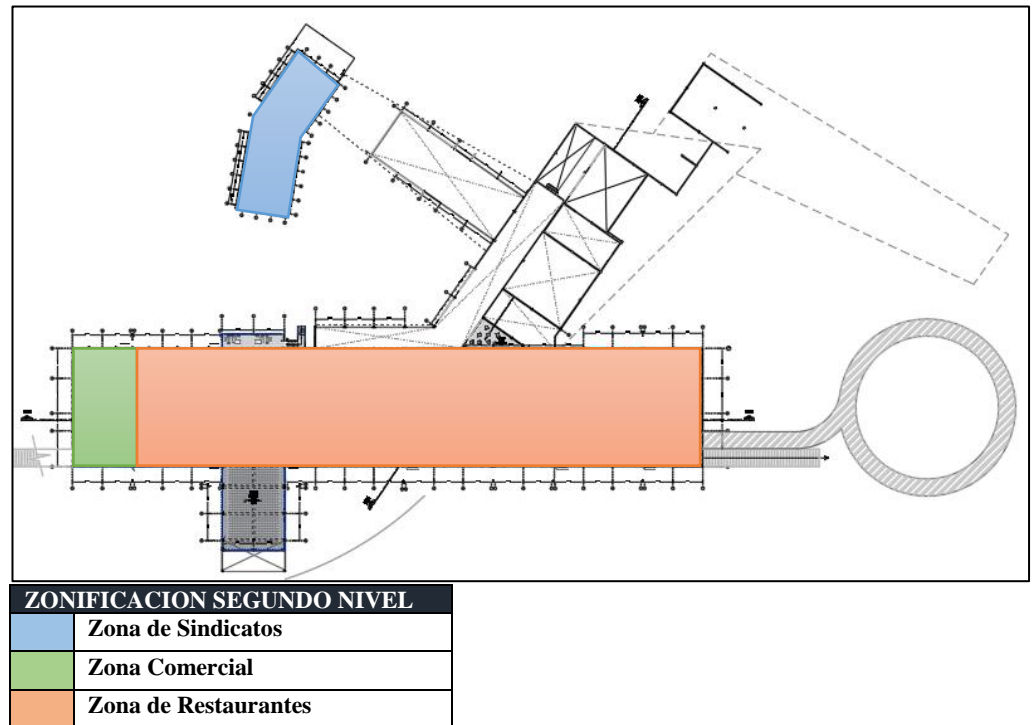 ZONIFICACION SEGUNDO NIVEL
Zona de Sindicatos
Zona Comercial
Zona de Restaurantes